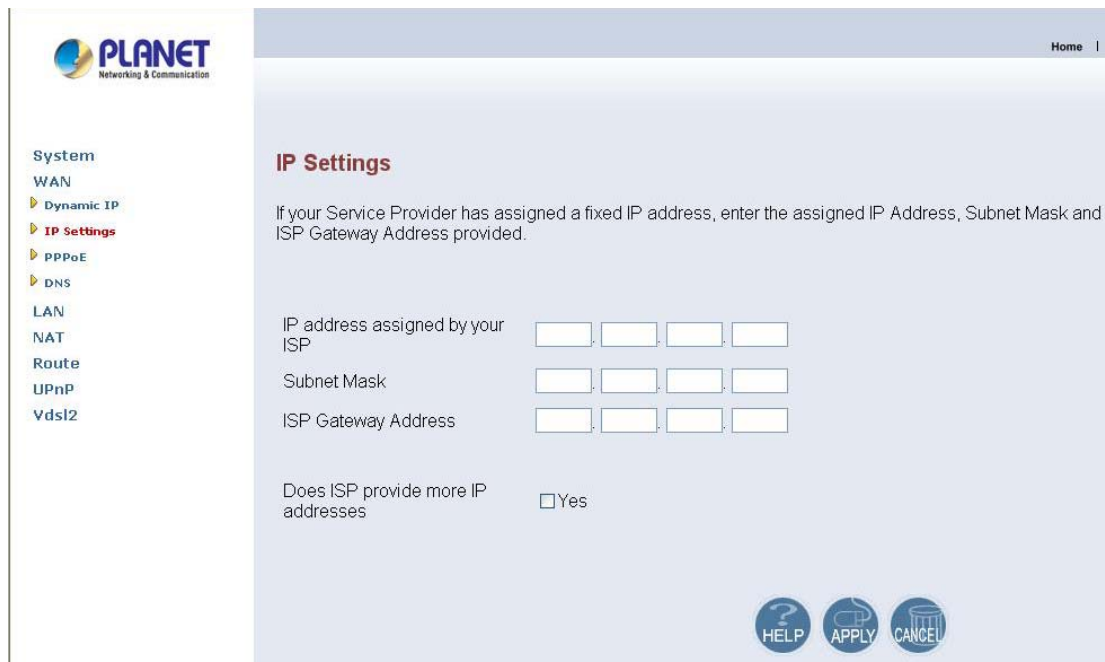 PLANET
Networking & Communication
Home |
System
WAN
Dynamic IP
IP Settings
PPPoE
DNS
LAN
NAT
Route
UPnP
Vdsl2
IP Settings
If your Service Provider has assigned a fixed IP address, enter the assigned IP Address, Subnet Mask and
ISP Gateway Address provided.
IP address assigned by your
ISP
. . .
Subnet Mask
. . .
ISP Gateway Address
. . .
Does ISP provide more IP
addresses
Yes
HELP
APPLY
CANCEL